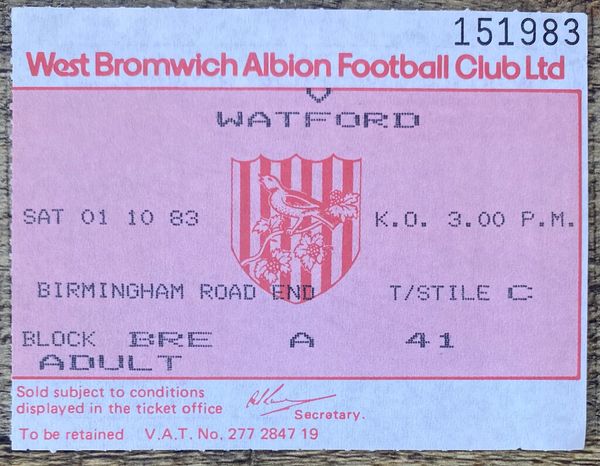 151983
West Bromwich Albion Football Club Ltd
V
WATFORD
SAT 01 10 83 K.O. 3.00 P.M.
BIRMINGHAM ROAD END T/STILE C
BLOCK BRE A 41
ADULT
Sold subject to conditions
displayed in the ticket office
Secretary.
To be retained V.A.T. No. 277 2847 19